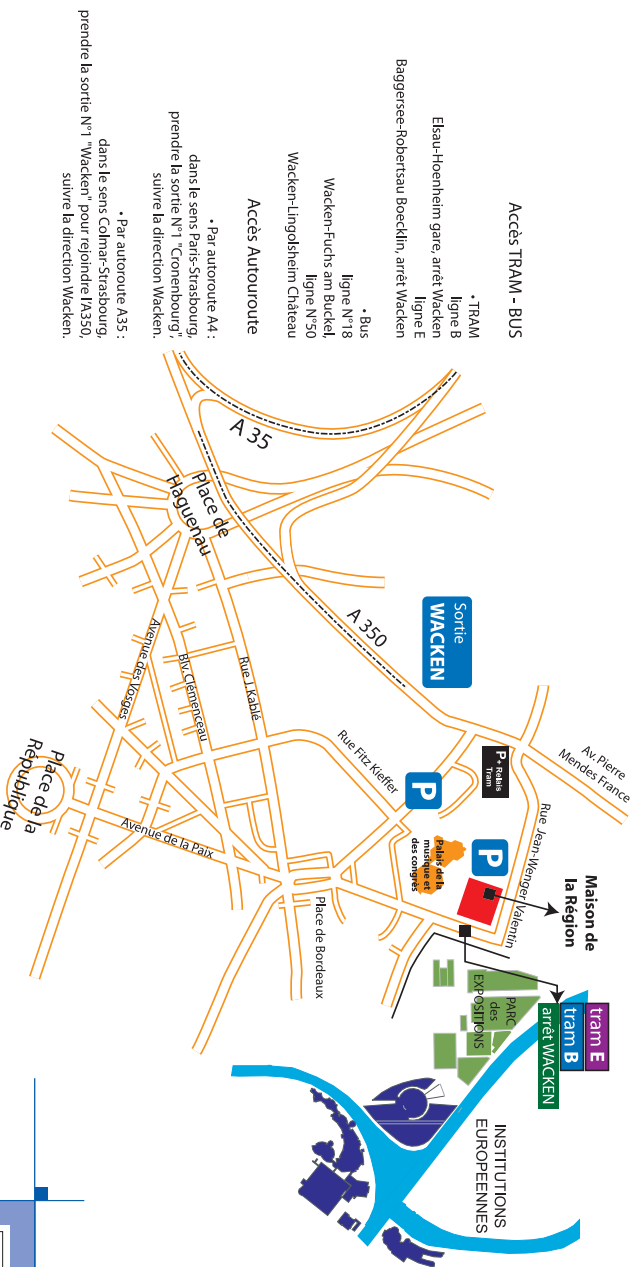 Accès TRAM - BUS
• TRAM
ligne B
Elsau-Hoenheim gare, arrêt Wacken
ligne E
Baggersee-Robertsau Boecklin, arrêt Wacken
• Bus
ligne N°18
Wacken-Fuchs am Buckel,
ligne N°50
Wacken-Lingolsheim Château
Accès Autouroute
• Par autoroute A4 :
dans le sens Paris-Strasbourg,
prendre la sortie N°1 "Cronenbourg",
suivre la direction Wacken.
• Par autoroute A35 :
dans le sens Colmar-Strasbourg,
prendre la sortie N°1 "Wacken" pour rejoindre l'A350,
suivre la direction Wacken.
A 35
Place de
Haguenau
A 350
Sortie
WACKEN
Av. Pierre
Mendes France
P+ Relais
Tram
Rue Jean-Wenger Valentin
Rue Fitz Kieffer
P
P
Palais de la
musique et
des congrès
Maison de
la Région
Rue J. Kablé
Blv. Clémenceau
Avenue des Vosges
Avenue de la Paix
Place de la
République
Place de Bordeaux
tram E
tram B
arrêt WACKEN
PARC
des
EXPOSITIONS
INSTITUTIONS
EUROPEENNES